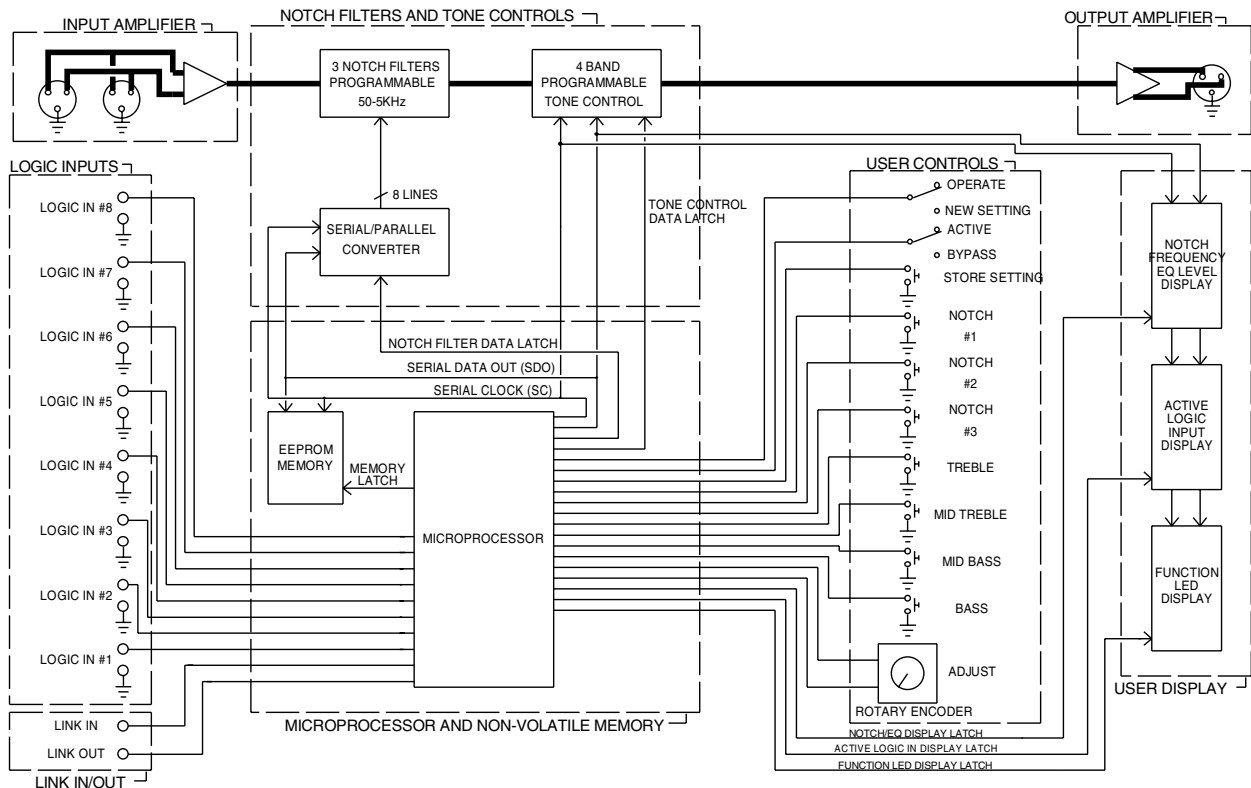 INPUT AMPLIFIER
NOTCH FILTERS AND TONE CONTROLS
OUTPUT AMPLIFIER
3 NOTCH FILTERS
PROGRAMMABLE
50-5KHz
4 BAND
PROGRAMMABLE
TONE CONTROL
LOGIC INPUTS
LOGIC IN #8
LOGIC IN #7
LOGIC IN #6
LOGIC IN #5
LOGIC IN #4
LOGIC IN #3
LOGIC IN #2
LOGIC IN #1
LINK IN
LINK OUT
LINK IN/OUT
8 LINES
SERIAL/PARALLEL
CONVERTER
TONE CONTROL
DATA LATCH
NOTCH FILTER DATA LATCH
SERIAL DATA OUT (SDO)
SERIAL CLOCK (SC)
EEPROM
MEMORY
MEMORY
LATCH
MICROPROCESSOR
MICROPROCESSOR AND NON-VOLATILE MEMORY
USER CONTROLS
OPERATE
NEW SETTING
ACTIVE
BYPASS
STORE SETTING
NOTCH
#1
NOTCH
#2
NOTCH
#3
TREBLE
MID TREBLE
MID BASS
BASS
ADJUST
ROTARY ENCODER
NOTCH/EQ DISPLAY LATCH
ACTIVE LOGIC IN DISPLAY LATCH
FUNCTION LED DISPLAY LATCH
NOTCH
FREQUENCY
EQ LEVEL
DISPLAY
ACTIVE
LOGIC
INPUT
DISPLAY
FUNCTION
LED
DISPLAY
USER DISPLAY